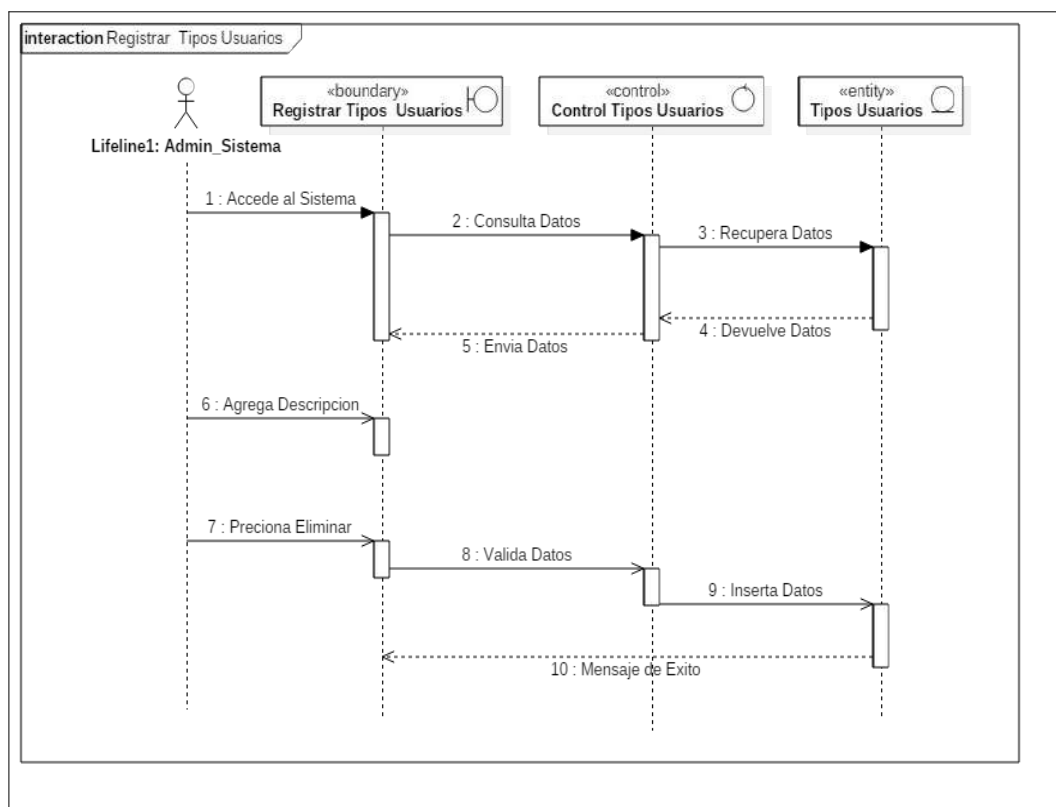 interaction Registrar Tipos Usuarios
«boundary»
Registrar Tipos Usuarios
«control»
Control Tipos Usuarios
«entity»
Tipos Usuarios
Lifeline1: Admin_Sistema
1 : Accede al Sistema
2 : Consulta Datos
3 : Recupera Datos
4 : Devuelve Datos
5 : Envia Datos
6 : Agrega Descripcion
7 : Preciona Eliminar
8 : Valida Datos
9 : Inserta Datos
10 : Mensaje de Exito